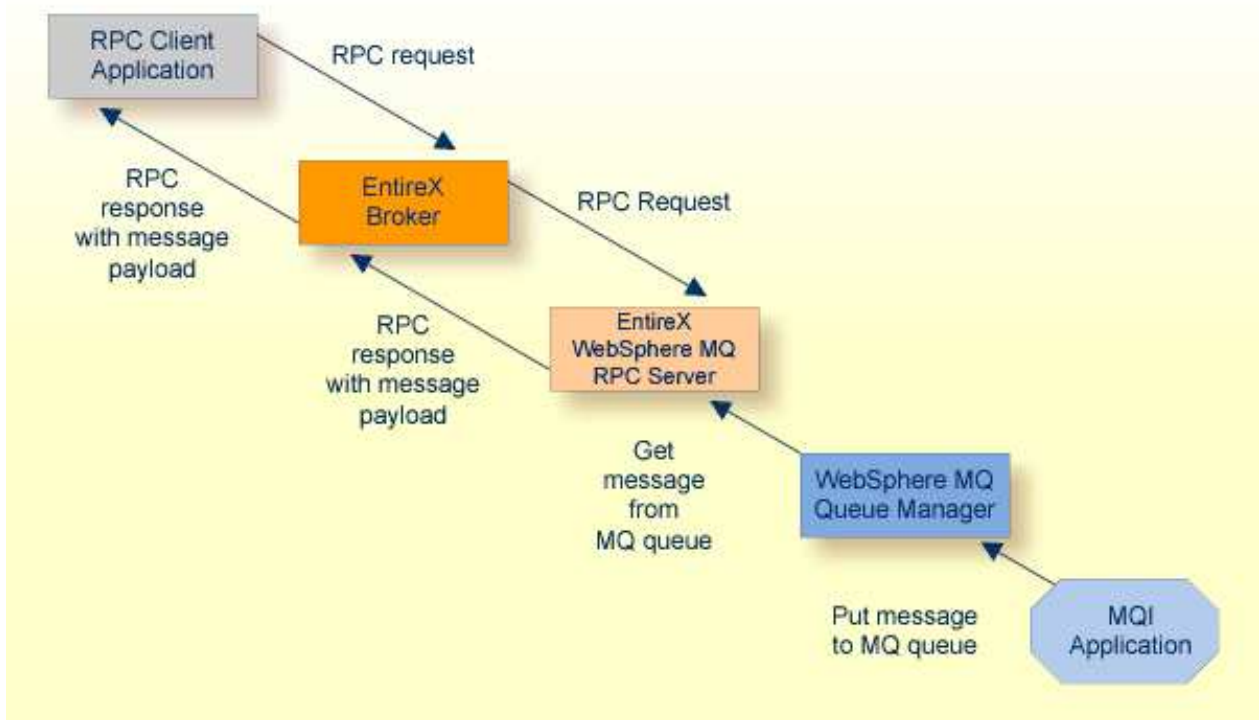 RPC Client
Application
RPC request
RPC
response
with message
payload
EntireX
Broker
RPC Request
RPC
response
with message
payload
EntireX
WebSphere MQ
RPC Server
Get
message
from
MQ queue
WebSphere MQ
Queue Manager
Put message
to MQ queue
MQI
Application